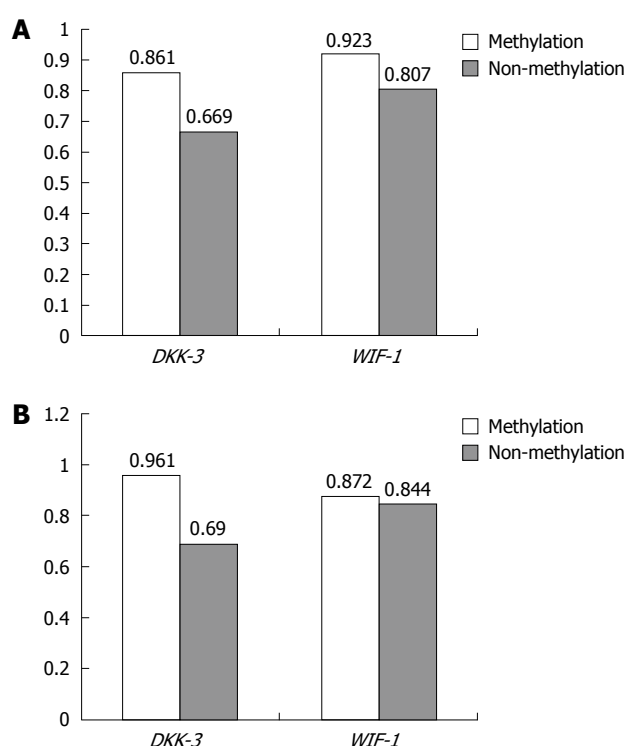 A
1
0.9
0.8
0.7
0.6
0.5
0.4
0.3
0.2
0.1
0
0.861
0.669
0.923
0.807
Methylation
Non-methylation
DKK-3
WIF-1
B
1.2
1
0.8
0.6
0.4
0.2
0
0.961
0.69
0.872
0.844
Methylation
Non-methylation
DKK-3
WIF-1